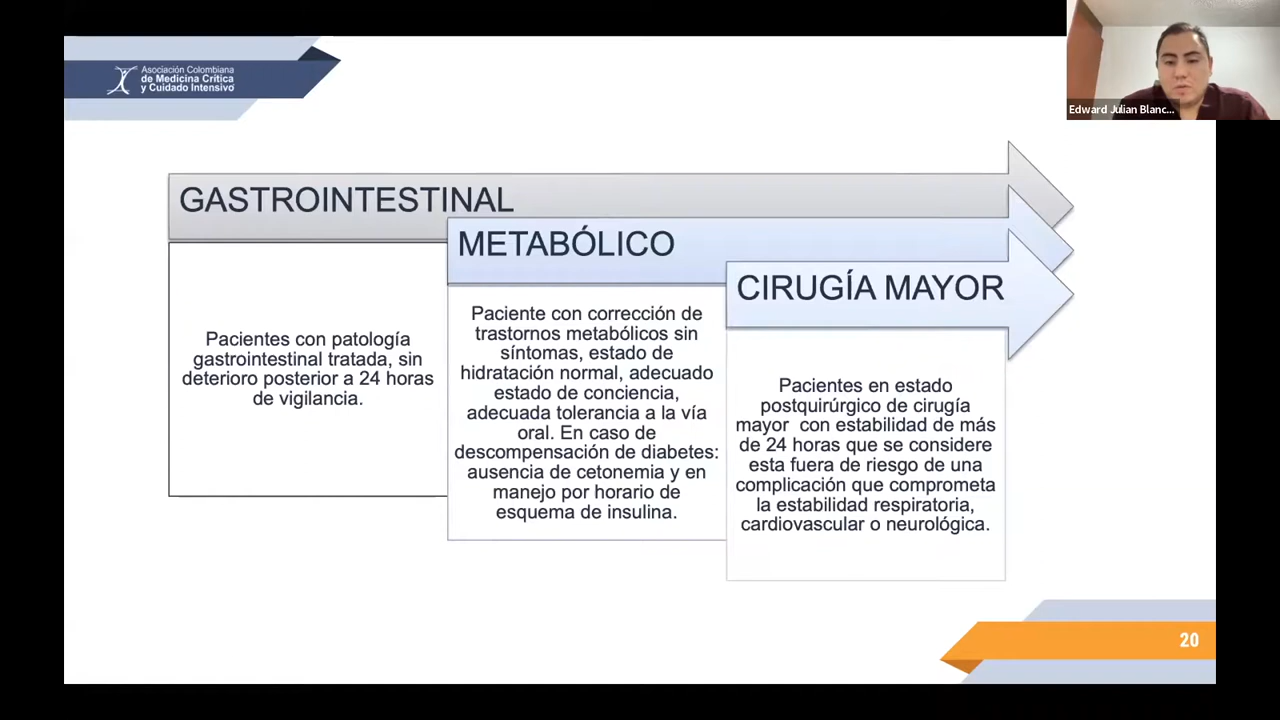 Asociación Colombiana
de Medicina Crítica
y Cuidado Intensivo
Edward Julian Blanc...
GASTROINTESTINAL
Pacientes con patología
gastrointestinal tratada, sin
deterioro posterior a 24 horas
de vigilancia.
METABÓLICO
Paciente con corrección de
trastornos metabólicos sin
síntomas, estado de
hidratación normal, adecuado
estado de conciencia,
adecuada tolerancia a la vía
oral. En caso de
descompensación de diabetes:
ausencia de cetonemia y en
manejo por horario de
esquema de insulina.
CIRUGÍA MAYOR
Pacientes en estado
postquirúrgico de cirugía
mayor con estabilidad de más
de 24 horas que se considere
esta fuera de riesgo de una
complicación que comprometa
la estabilidad respiratoria,
cardiovascular o neurológica.
20